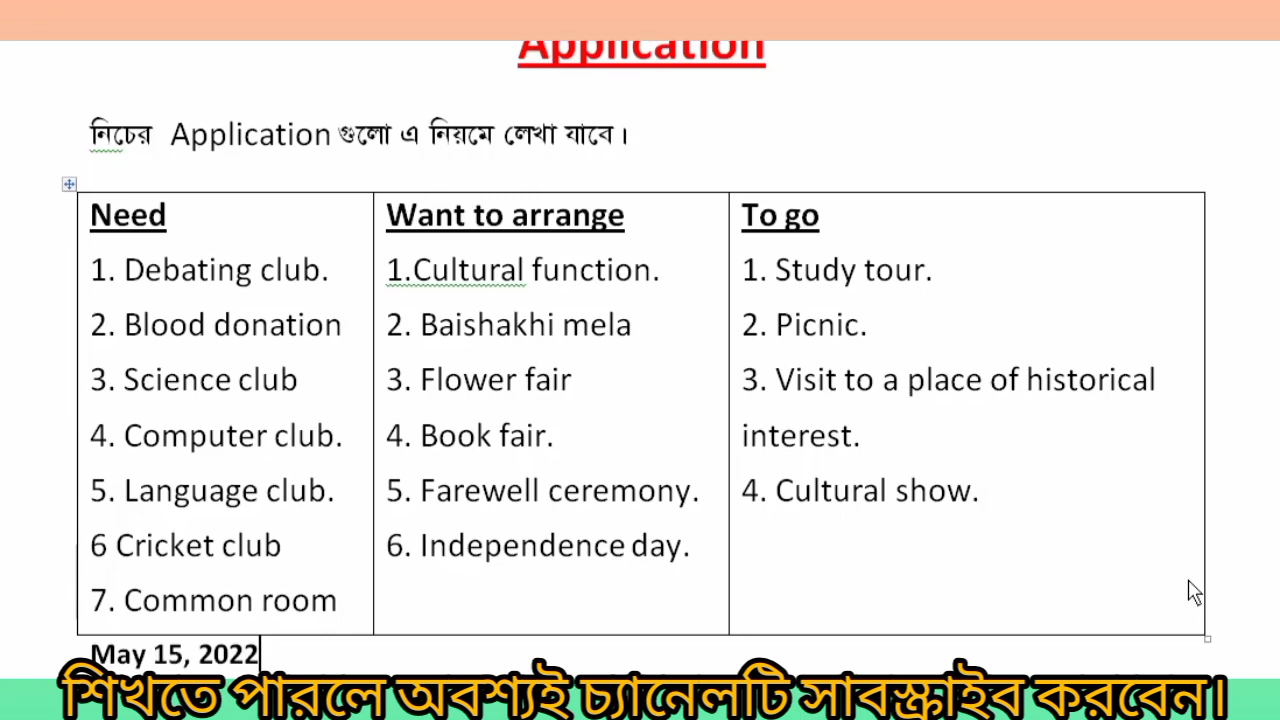 Application
নিচের Application গুলো এ নিয়মে লেখা যাবে।
Need
1. Debating club.
2. Blood donation
3. Science club
4. Computer club.
5. Language club.
6 Cricket club
7. Common room
Want to arrange
1.Cultural function.
2. Baishakhi mela
3. Flower fair
4. Book fair.
5. Farewell ceremony.
6. Independence day.
To go
1. Study tour.
2. Picnic.
3. Visit to a place of historical
interest.
4. Cultural show.
May 15, 2022
শিখতে পারলে অবশ্যই চ্যানেলটি সাবস্ক্রাইব করবেন।